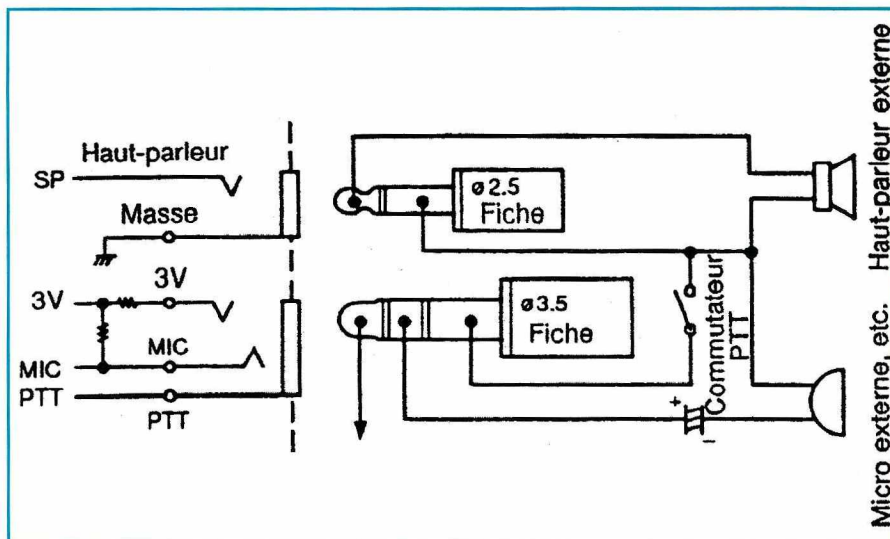 Haut-parleur
SP
Masse
3V
3V
MIC
MIC
PTT
PTT
ø2.5
Fiche
ø3.5
Fiche
Commutateur
PTT
+
-
Micro externe, etc. Haut-parleur externe